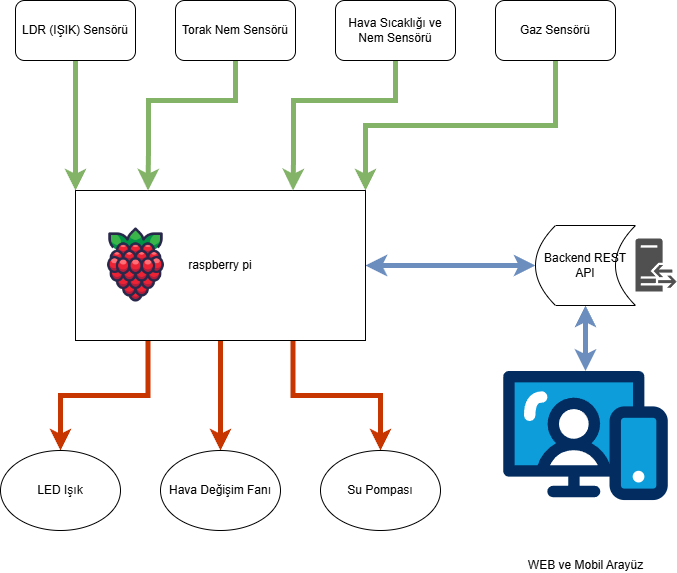 LDR (IŞIK) Sensörü
Torak Nem Sensörü
Hava Sıcaklığı ve
Nem Sensörü
Gaz Sensörü
raspberry pi
Backend REST
API
LED Işık
Hava Değişim Fanı
Su Pompası
WEB ve Mobil Arayüz